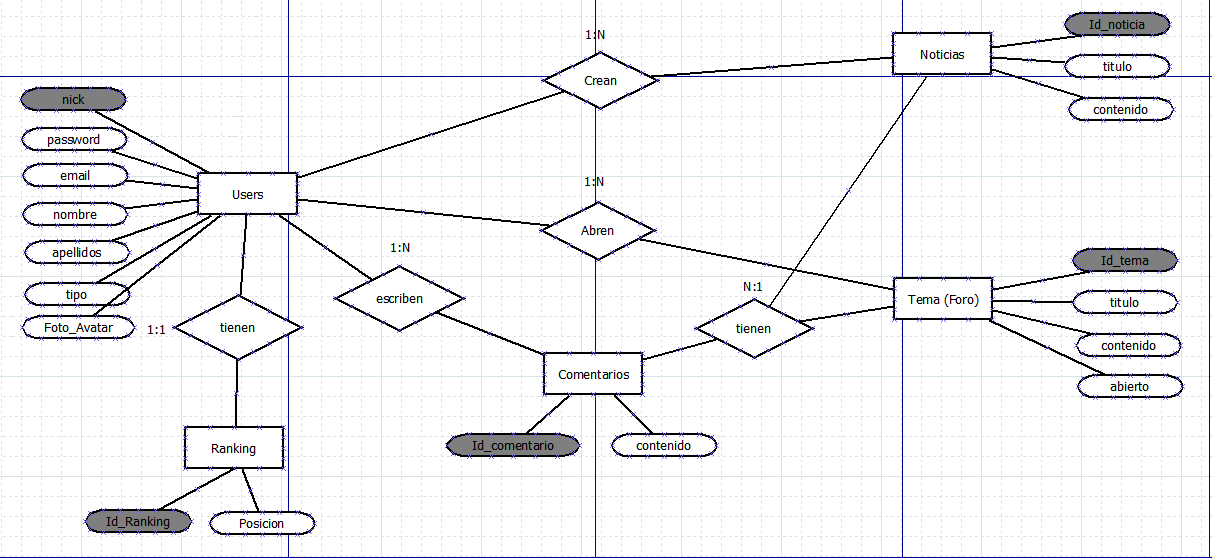 Id_noticia
1:N
Noticias
titulo
Crean
nick
contenido
password
email
1:N
Users
nombre
Abren
apellidos
1:N
Id_tema
tipo
escriben
N:1
Tema (Foro)
titulo
Foto_Avatar
1:1
tienen
tienen
contenido
Comentarios
abierto
Ranking
Id_comentario
contenido
Id_Ranking
Posicion